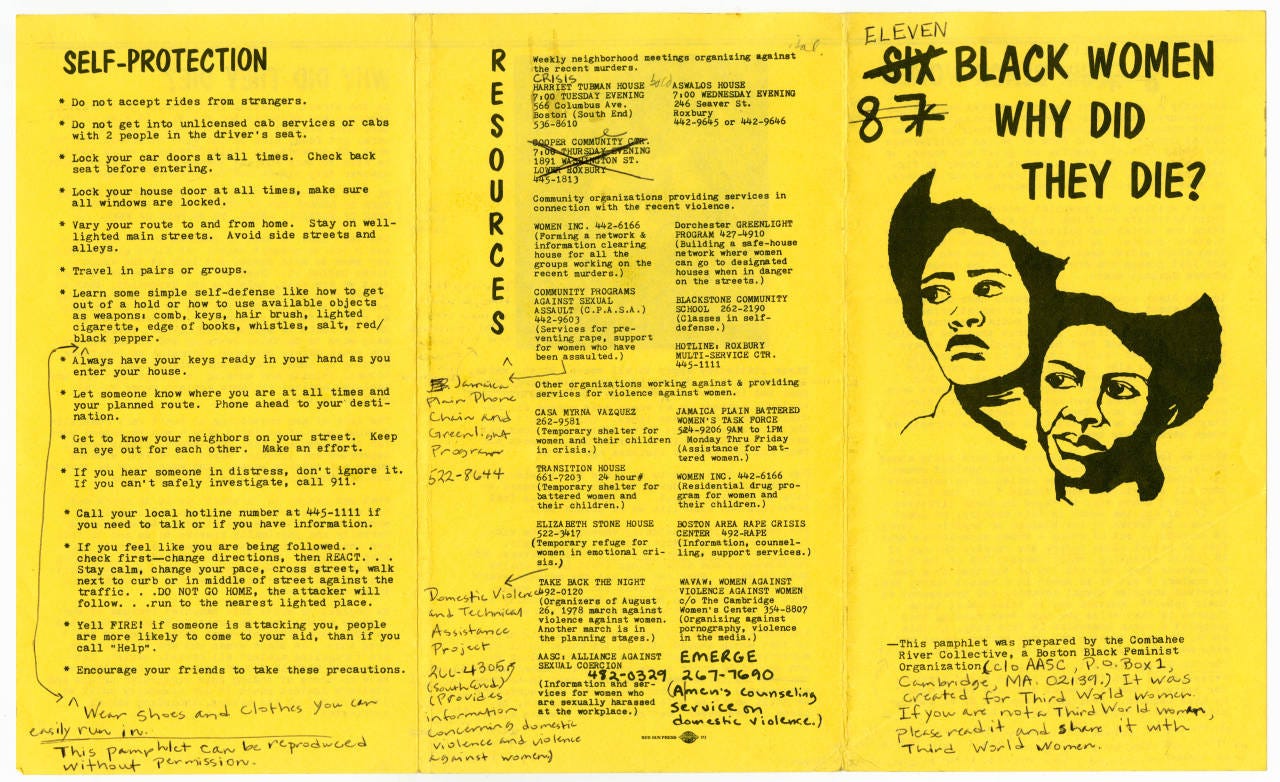 SELF-PROTECTION
* Do not accept rides from strangers.
* Do not get into unlicensed cab services or cabs
with 2 people in the driver's seat.
* Lock your car doors at all times. Check back
seat before entering.
* Lock your house door at all times, make sure
all windows are locked.
* Vary your route to and from home. Stay on well-
lighted main streets. Avoid side streets and
alleys.
* Travel in pairs or groups.
* Learn some simple self-defense like how to get
out of a hold or how to use available objects
as weapons: comb, keys, hair brush, lighted
cigarette, edge of books, whistles, salt, red/
black pepper.
* Always have your keys ready in your hand as you
enter your house.
* Let someone know where you are at all times and
your planned route. Phone ahead to your desti-
nation.
* Get to know your neighbors on your street. Keep
an eye out for each other. Make an effort.
* If you hear someone in distress, don't ignore it.
If you can't safely investigate, call 911.
* Call your local hotline number at 445-1111 if
you need to talk or if you have information.
* If you feel like you are being followed. . .
check first—change directions, then REACT. . .
Stay calm, change your pace, cross street, walk
next to curb or in middle of street against the
traffic. . .DO NOT GO HOME, the attacker will
follow. . .run to the nearest lighted place.
* Yell FIRE! if someone is attacking you, people
are more likely to come to your aid, than if you
call "Help".
* Encourage your friends to take these precautions.
Wear shoes and clothes you can
easily run in.
This pamphlet can be reproduced
without permission.
RESOURCES
Weekly neighborhood meetings organizing against
the recent murders.
CRISIS
HARRIET TUBMAN HOUSE
7:00 TUESDAY EVENING
566 Columbus Ave.
Boston (South End)
536-8610
bold
ASWALOS HOUSE
7:00 WEDNESDAY EVENING
246 Seaver St.
Roxbury
442-9645 or 442-9646
COOPER COMMUNITY CTR.
7:00 THURSDAY EVENING
1891 WASHINGTON ST.
LOWER ROXBURY
445-1813
Community organizations providing services in
connection with the recent violence.
WOMEN INC. 442-6166
(Forming a network &
information clearing
house for all the
groups working on the
recent murders.)
Dorchester GREENLIGHT
PROGRAM 427-4910
(Building a safe-house
network where women
can go to designated
houses when in danger
on the streets.)
COMMUNITY PROGRAMS
AGAINST SEXUAL
ASSAULT (C.P.A.S.A.)
442-9603
(Services for pre-
venting rape, support
for women who have
been assaulted.)
BLACKSTONE COMMUNITY
SCHOOL 262-2190
(Classes in self-
defense.)
HOTLINE: ROXBURY
MULTI-SERVICE CTR.
445-1111
Jamaica
Plain Phone
Chain and
Greenlight
Program
522-8644
Other organizations working against & providing
services for violence against women.
CASA MYRNA VAZQUEZ
262-9581
(Temporary shelter for
women and their children
in crisis.)
JAMAICA PLAIN BATTERED
WOMEN'S TASK FORCE
524-9206 9AM to 1PM
Monday Thru Friday
(Assistance for bat-
tered women.)
TRANSITION HOUSE
661-7203 24 hour#
(Temporary shelter for
battered women and
their children.)
WOMEN INC. 442-6166
(Residential drug pro-
gram for women and
their children.)
ELIZABETH STONE HOUSE
522-3417
(Temporary refuge for
women in emotional cri-
sis.)
BOSTON AREA RAPE CRISIS
CENTER 492-RAPE
(Information, counsel-
ling, support services.)
Domestic Violence
and Technical
Assistance
Project
266-4305
(South End)
(Provides
information
concerning domestic
violence and violence
against women)
TAKE BACK THE NIGHT
492-0120
(Organizers of August
26, 1978 march against
violence against women.
Another march is in
the planning stages.)
WAVAW: WOMEN AGAINST
VIOLENCE AGAINST WOMEN
c/o The Cambridge
Women's Center 354-8807
(Organizing against
pornography, violence
in the media.)
AASC: ALLIANCE AGAINST
SEXUAL COERCION
482-0329
(Information and ser-
vices for women who
are sexually harassed
at the workplace.)
EMERGE
267-7690
(A men's counseling
service on
domestic violence.)
RED SUN PRESS
ELEVEN
SIX BLACK WOMEN
8 7 WHY DID
THEY DIE?
—This pamphlet was prepared by the Combahee
River Collective, a Boston Black Feminist
Organization (c/o AASC, P.O. Box 1,
Cambridge, MA. 02139.) It was
created for Third World women.
If you are not a Third World woman,
please read it and share it with
Third World Women.